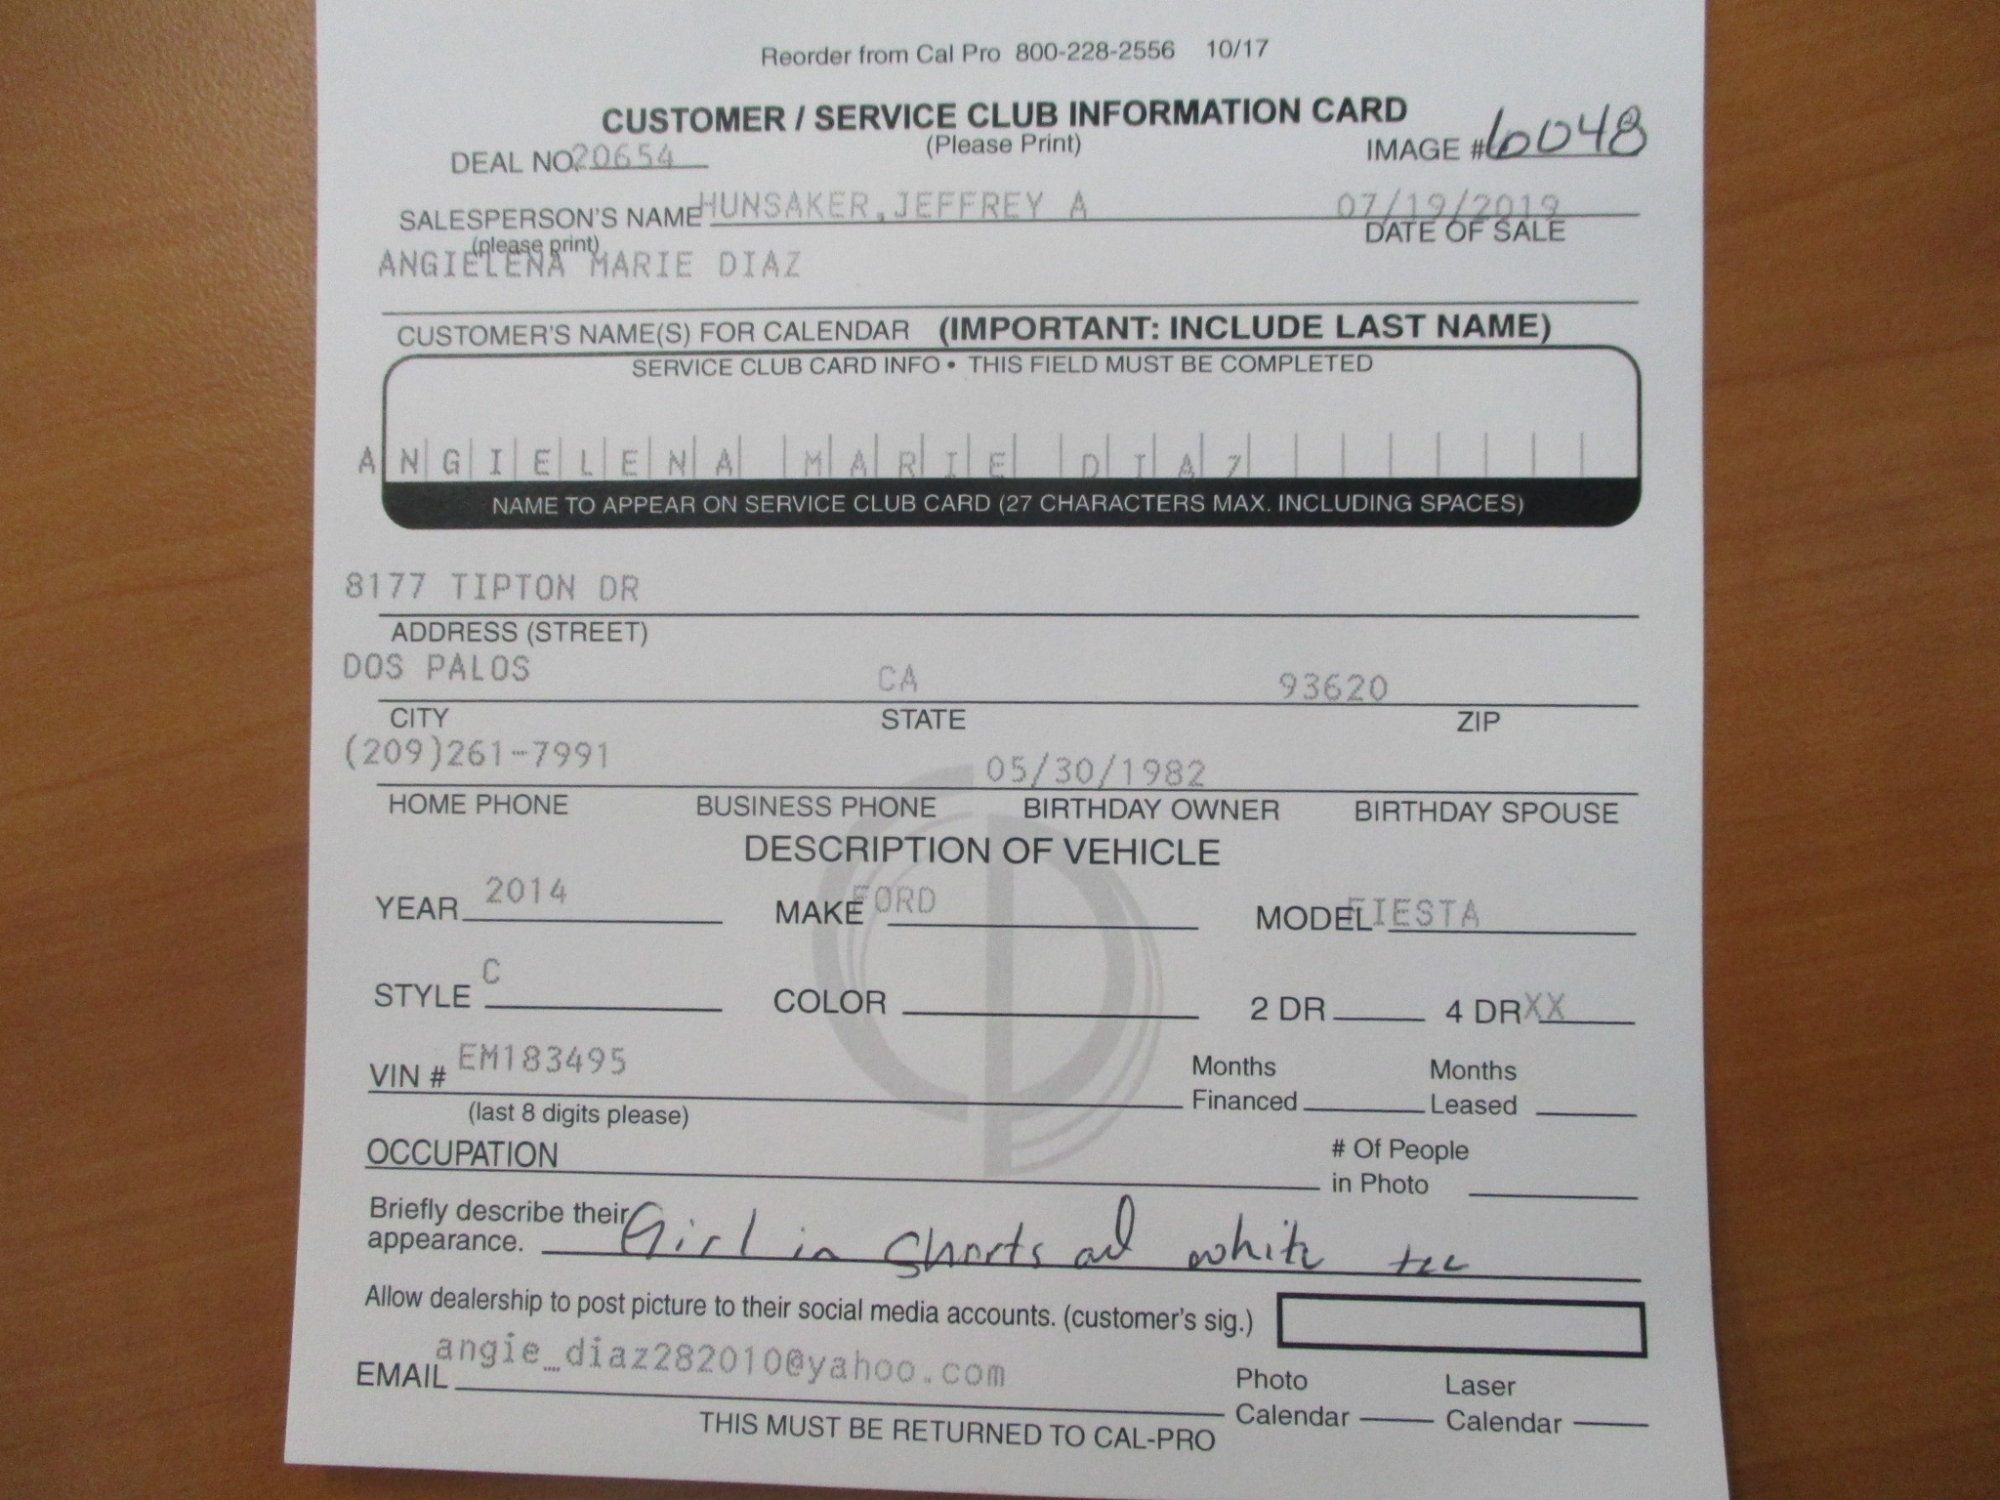 Reorder from Cal Pro 800-228-2556 10/17
CUSTOMER / SERVICE CLUB INFORMATION CARD
(Please Print)
DEAL NO. 20654 IMAGE # 6048
SALESPERSON'S NAME HUNSAKER,JEFFREY A 07/19/2019
(please print) DATE OF SALE
ANGIELENA MARIE DIAZ
CUSTOMER'S NAME(S) FOR CALENDAR (IMPORTANT: INCLUDE LAST NAME)
SERVICE CLUB CARD INFO • THIS FIELD MUST BE COMPLETED
A N G I E L E N A M A R I E D I A Z
NAME TO APPEAR ON SERVICE CLUB CARD (27 CHARACTERS MAX. INCLUDING SPACES)
8177 TIPTON DR
ADDRESS (STREET)
DOS PALOS CA 93620
CITY STATE ZIP
(209)261-7991 05/30/1982
HOME PHONE BUSINESS PHONE BIRTHDAY OWNER BIRTHDAY SPOUSE
DESCRIPTION OF VEHICLE
YEAR 2014 MAKE FORD MODEL FIESTA
STYLE C COLOR 2 DR 4 DR XX
VIN # EM183495 Months Financed Months Leased
(last 8 digits please)
OCCUPATION # Of People in Photo
Briefly describe their appearance. Girl in Shorts ad white tee
Allow dealership to post picture to their social media accounts. (customer's sig.)
EMAIL angie_diaz282010@yahoo.com Photo Calendar Laser Calendar
THIS MUST BE RETURNED TO CAL-PRO